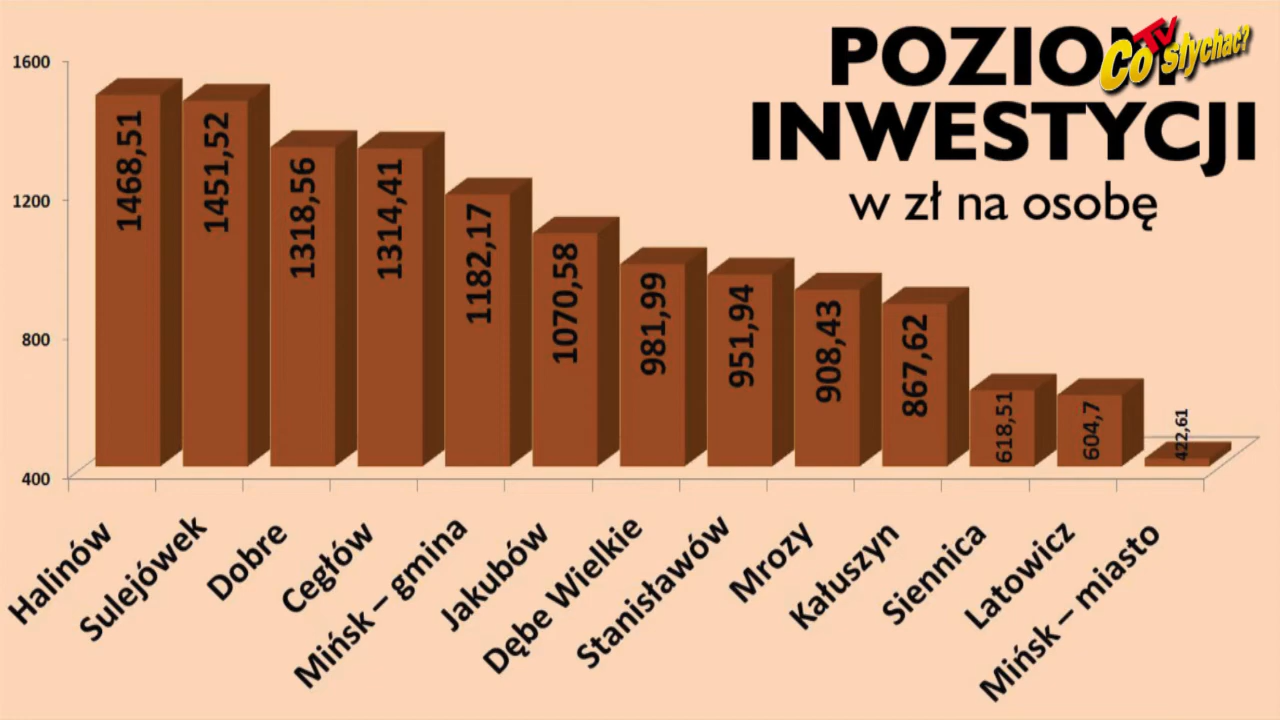 POZIOM
INWESTYCJI
w zł na osobę
Co TV słychać?
1600
1200
800
400
1468,51
1451,52
1318,56
1314,41
1182,17
1070,58
981,99
951,94
908,43
867,62
618,51
604,7
422,61
Halinów
Sulejówek
Dobre
Cegłów
Mińsk – gmina
Jakubów
Dębe Wielkie
Stanisławów
Mrozy
Kałuszyn
Siennica
Latowicz
Mińsk – miasto